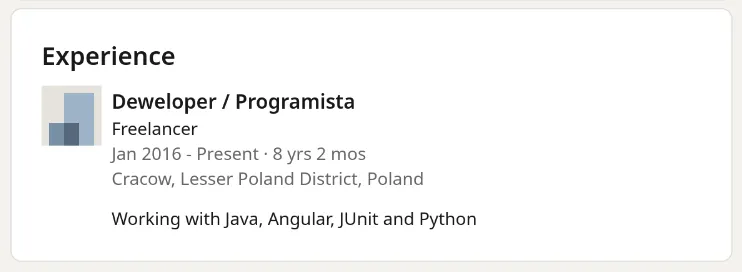 Experience
Deweloper / Programista
Freelancer
Jan 2016 - Present · 8 yrs 2 mos
Cracow, Lesser Poland District, Poland
Working with Java, Angular, JUnit and Python